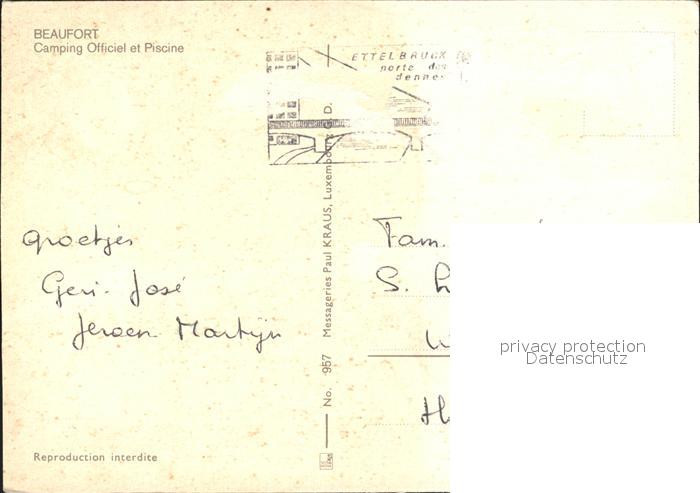 BEAUFORT
Camping Officiel et Piscine
ETTELBRUCK
porte des
dennes
Messageries Paul KRAUS, Luxembourg G. D.
No. 957
groetjes
Geri. José
Jeroen Martijn
Fam.
S.
privacy protection
Datenschutz
Reproduction interdite